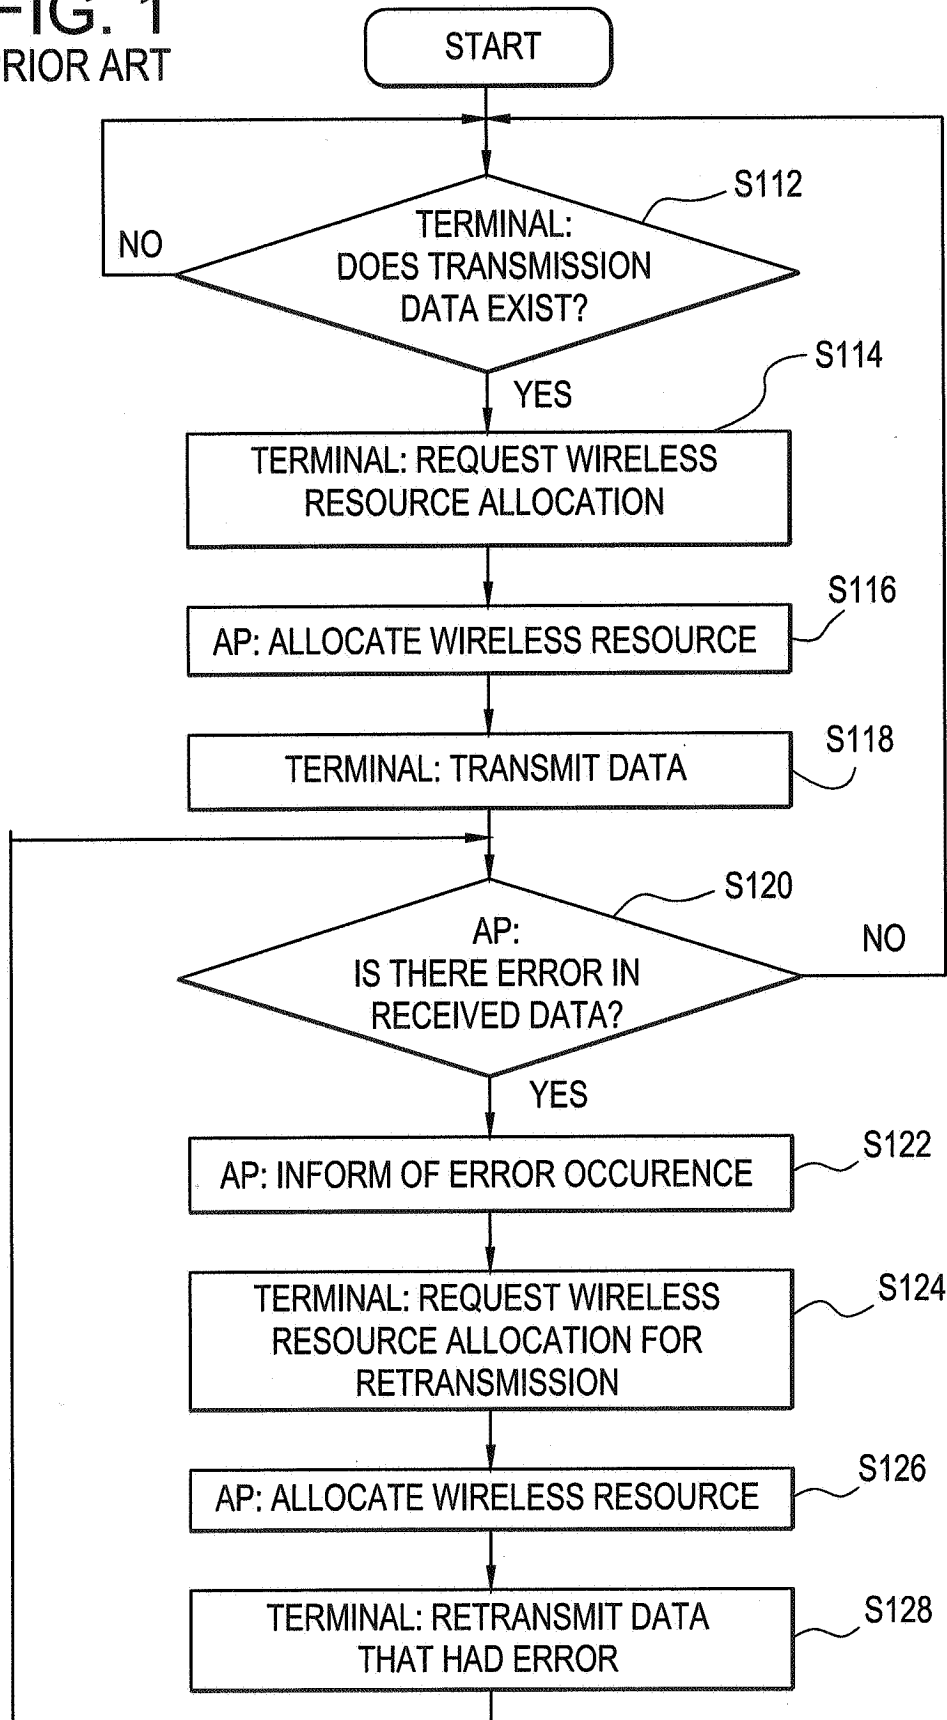 FIG. 1
RIOR ART
START
S112
TERMINAL:
DOES TRANSMISSION
DATA EXIST?
NO
YES
S114
TERMINAL: REQUEST WIRELESS
RESOURCE ALLOCATION
S116
AP: ALLOCATE WIRELESS RESOURCE
S118
TERMINAL: TRANSMIT DATA
S120
AP:
IS THERE ERROR IN
RECEIVED DATA?
NO
YES
S122
AP: INFORM OF ERROR OCCURENCE
S124
TERMINAL: REQUEST WIRELESS
RESOURCE ALLOCATION FOR
RETRANSMISSION
S126
AP: ALLOCATE WIRELESS RESOURCE
S128
TERMINAL: RETRANSMIT DATA
THAT HAD ERROR